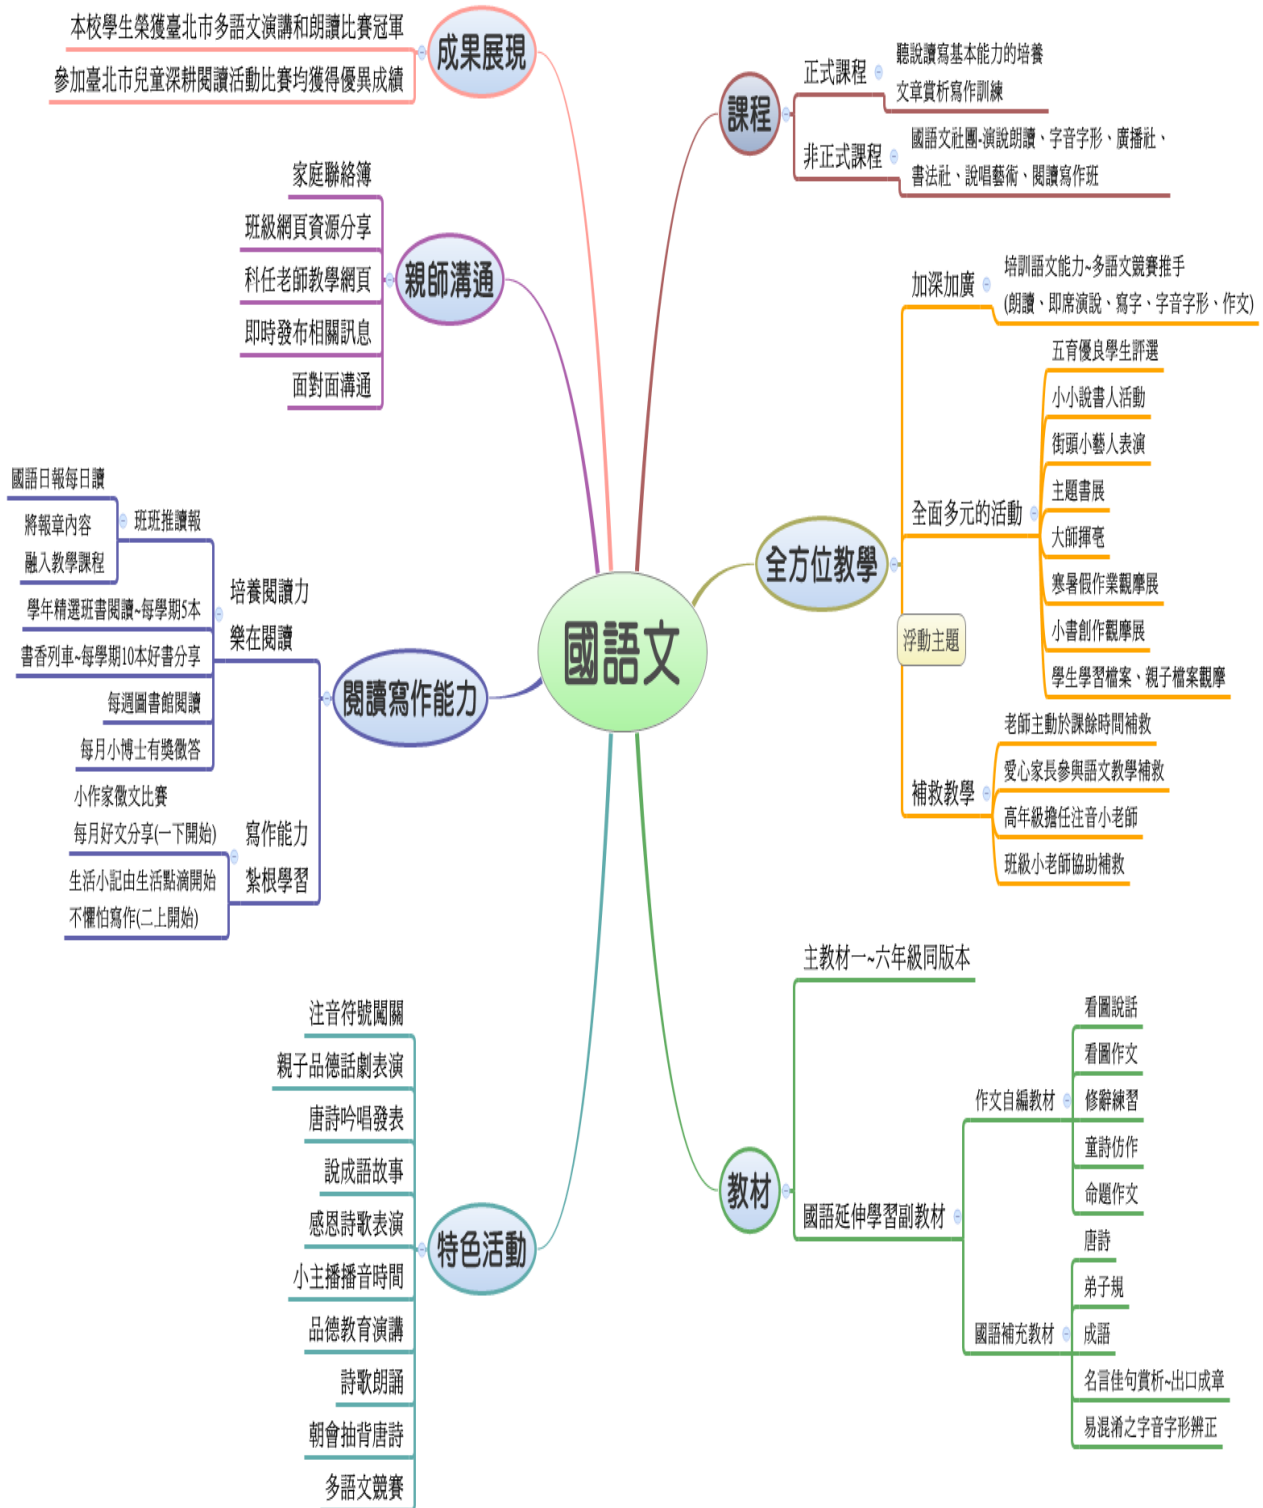 國語文
課程
正式課程
聽說讀寫基本能力的培養
文章賞析寫作訓練
非正式課程
國語文社團-演說朗讀、字音字形、廣播社、
書法社、說唱藝術、閱讀寫作班
全方位教學
加深加廣
培訓語文能力~多語文競賽推手
(朗讀、即席演說、寫字、字音字形、作文)
全面多元的活動
五育優良學生評選
小小說書人活動
街頭小藝人表演
主題書展
大師揮毫
寒暑假作業觀摩展
小書創作觀摩展
學生學習檔案、親子檔案觀摩
浮動主題
補救教學
老師主動於課餘時間補救
愛心家長參與語文教學補救
高年級擔任注音小老師
班級小老師協助補救
教材
主教材一~六年級同版本
國語延伸學習副教材
作文自編教材
看圖說話
看圖作文
修辭練習
童詩仿作
命題作文
國語補充教材
唐詩
弟子規
成語
名言佳句賞析~出口成章
易混淆之字音字形辨正
成果展現
本校學生榮獲臺北市多語文演講和朗讀比賽冠軍
參加臺北市兒童深耕閱讀活動比賽均獲得優異成績
親師溝通
家庭聯絡簿
班級網頁資源分享
科任老師教學網頁
即時發布相關訊息
面對面溝通
閱讀寫作能力
培養閱讀力
樂在閱讀
班班推讀報
國語日報每日讀
將報章內容
融入教學課程
學年精選班書閱讀~每學期5本
書香列車~每學期10本好書分享
每週圖書館閱讀
每月小博士有獎徵答
寫作能力
紮根學習
小作家徵文比賽
每月好文分享(一下開始)
生活小記由生活點滴開始
不懼怕寫作(二上開始)
特色活動
注音符號闖關
親子品德話劇表演
唐詩吟唱發表
說成語故事
感恩詩歌表演
小主播播音時間
品德教育演講
詩歌朗誦
朝會抽背唐詩
多語文競賽